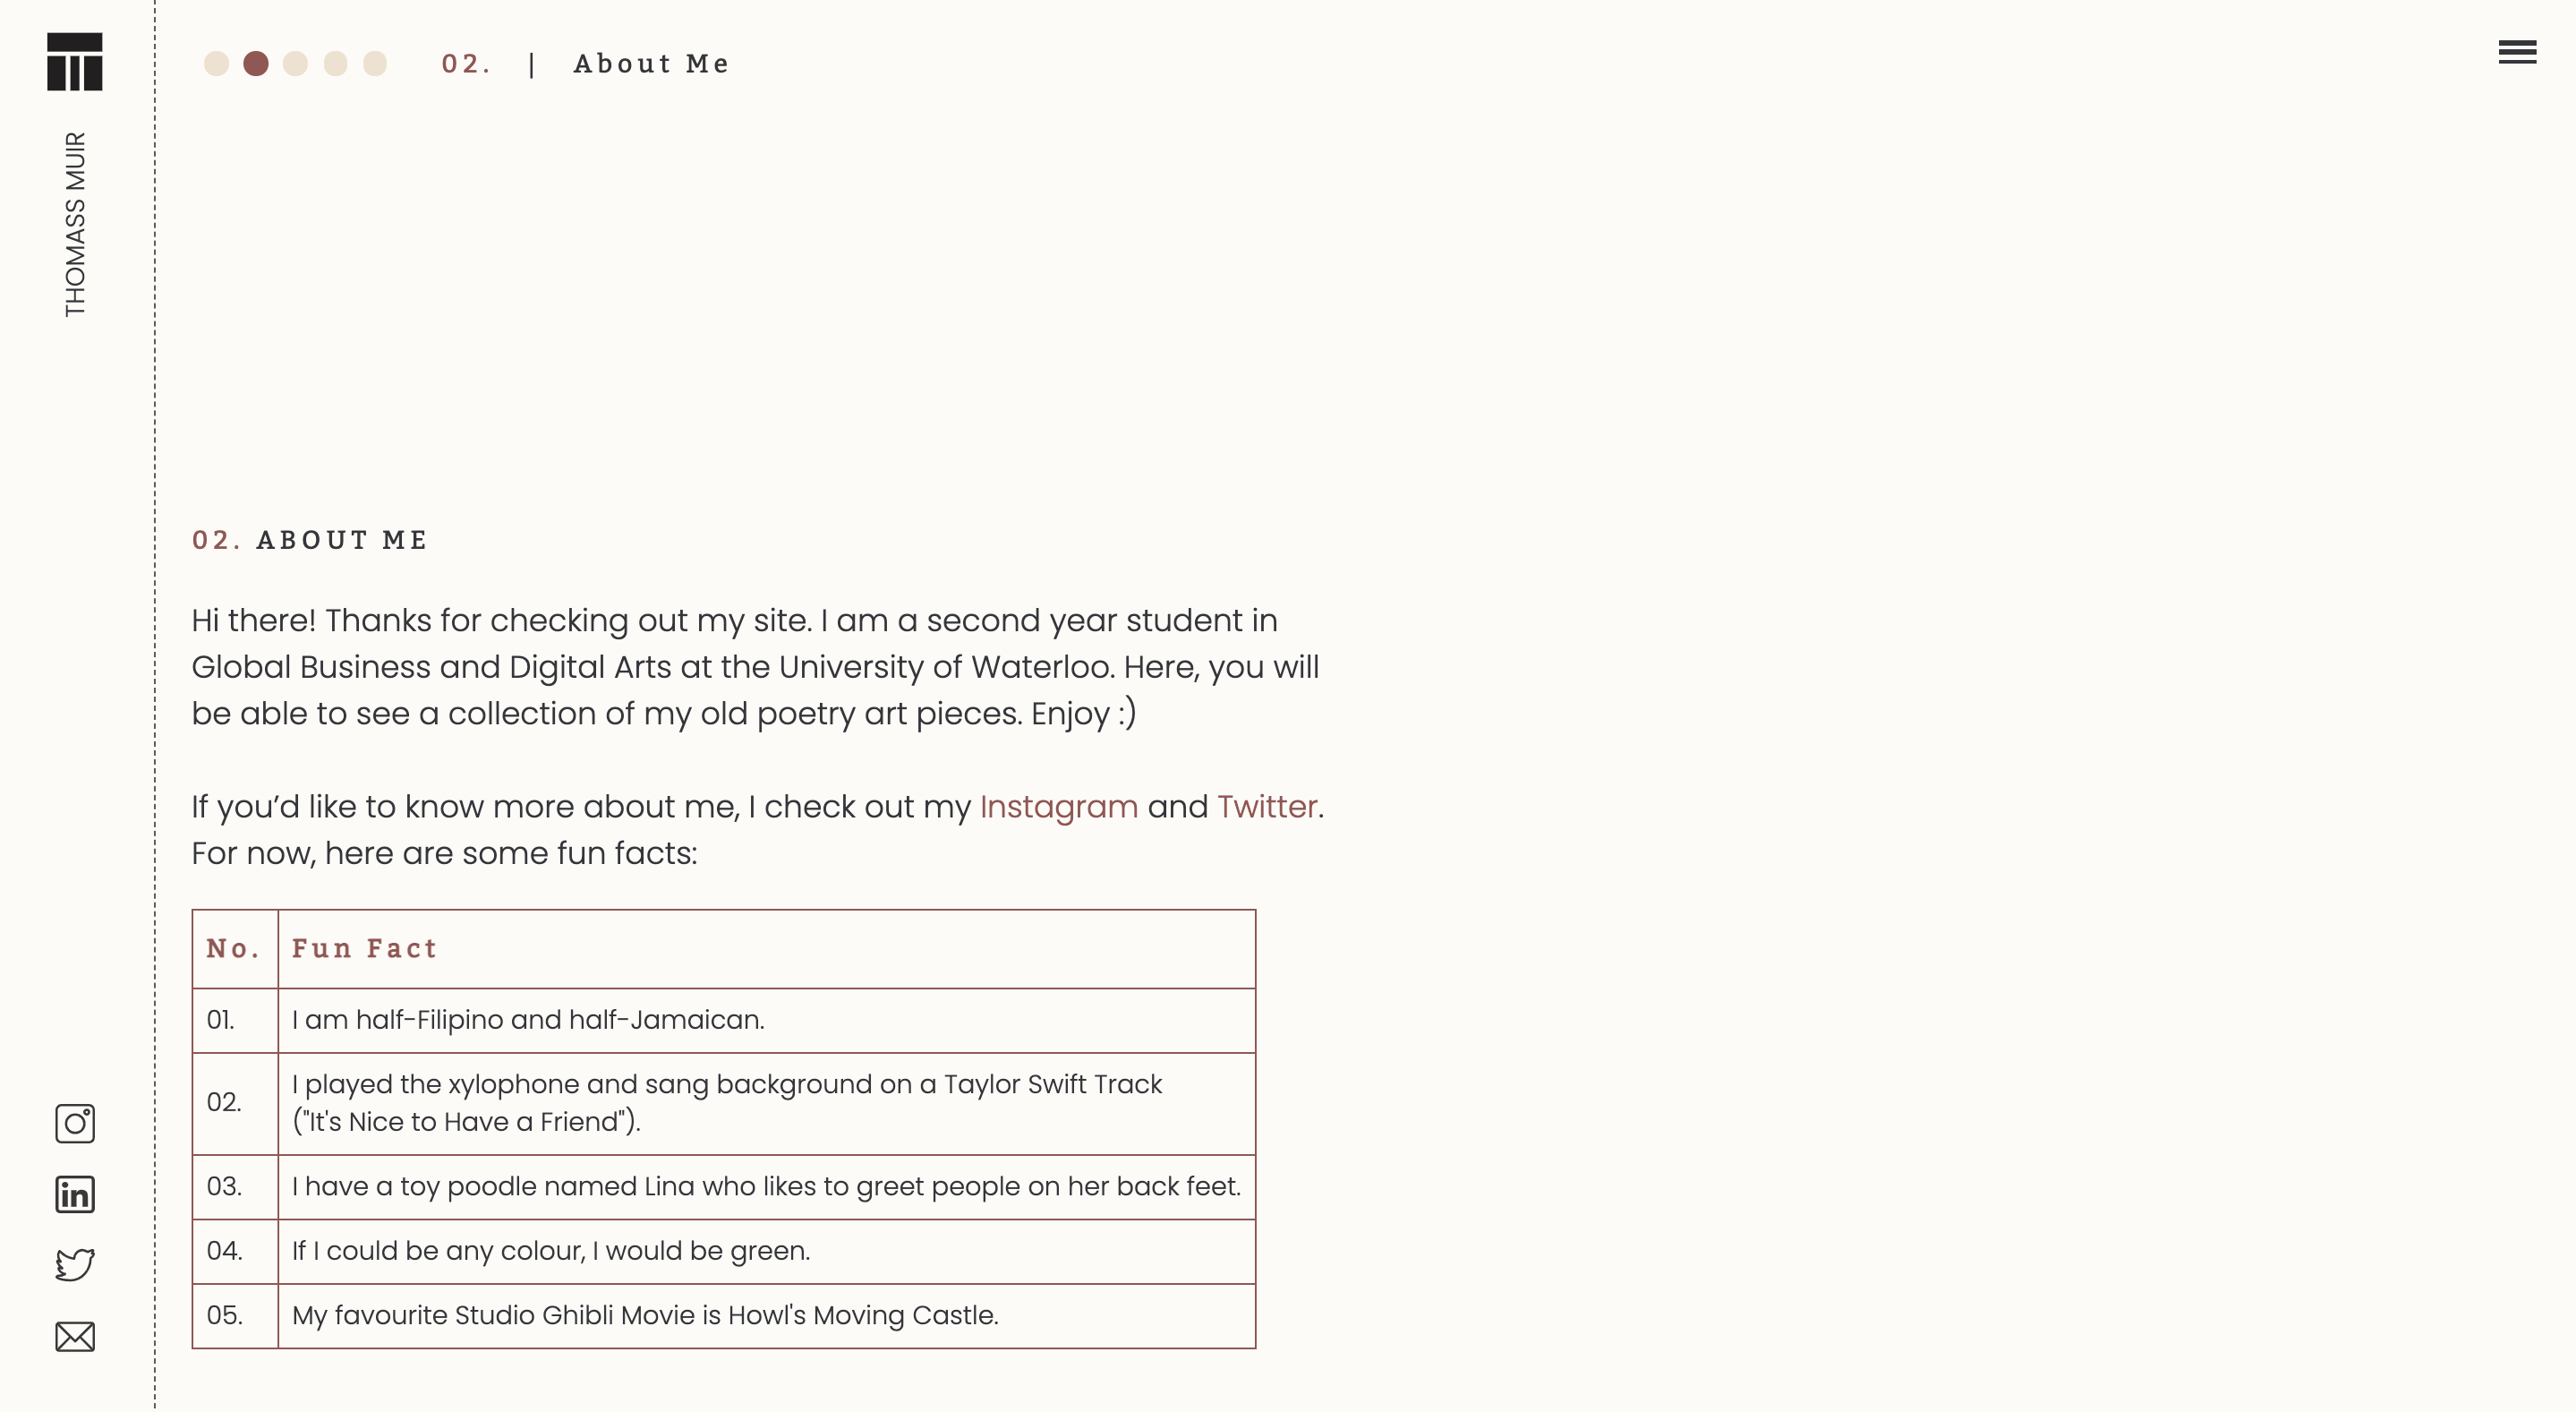 THOMASS MUIR
02. | About Me
02. ABOUT ME
Hi there! Thanks for checking out my site. I am a second year student in
Global Business and Digital Arts at the University of Waterloo. Here, you will
be able to see a collection of my old poetry art pieces. Enjoy :)
If you’d like to know more about me, I check out my Instagram and Twitter.
For now, here are some fun facts:
No. Fun Fact
01. I am half-Filipino and half-Jamaican.
02. I played the xylophone and sang background on a Taylor Swift Track
("It's Nice to Have a Friend").
03. I have a toy poodle named Lina who likes to greet people on her back feet.
04. If I could be any colour, I would be green.
05. My favourite Studio Ghibli Movie is Howl's Moving Castle.
in